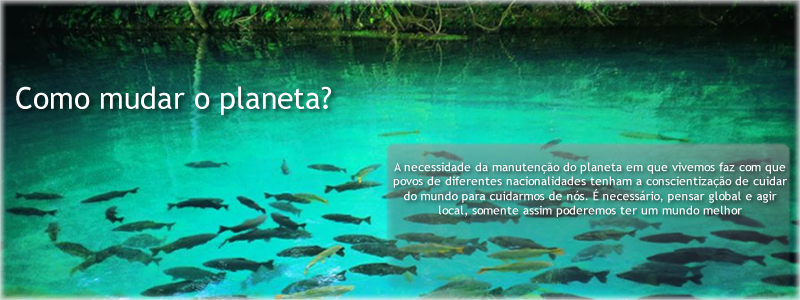 Como mudar o planeta?
A necessidade da manutenção do planeta em que vivemos faz com que
povos de diferentes nacionalidades tenham a conscientização de cuidar
do mundo para cuidarmos de nós. É necessário, pensar global e agir
local, somente assim poderemos ter um mundo melhor